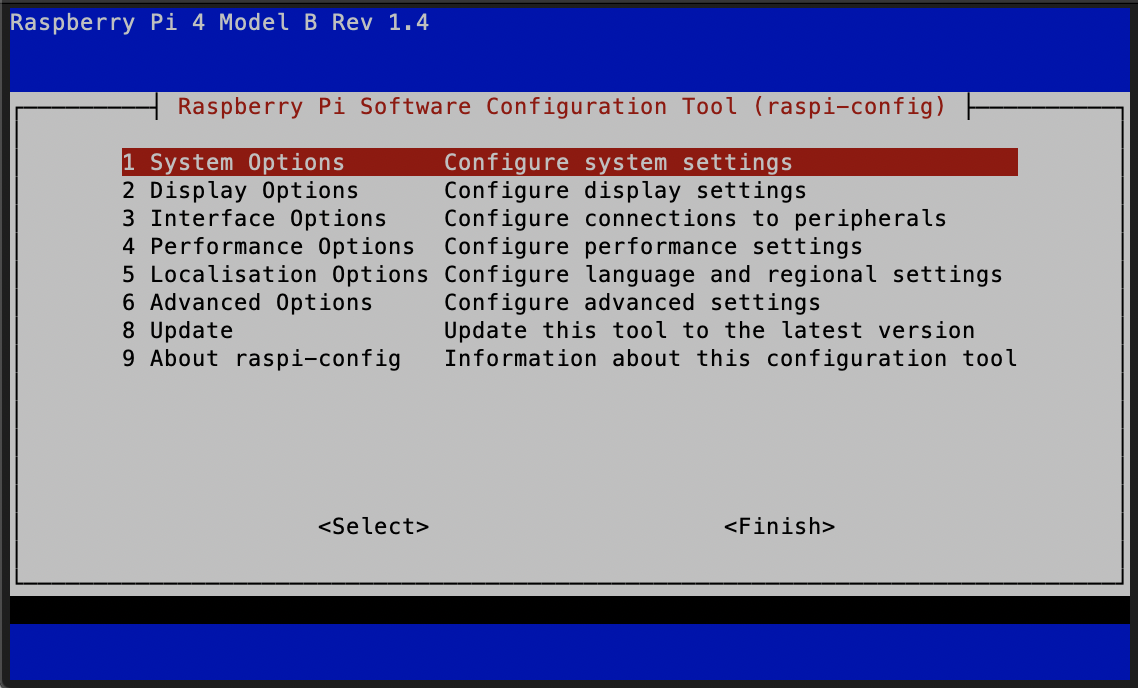 Raspberry Pi 4 Model B Rev 1.4
Raspberry Pi Software Configuration Tool (raspi-config)
1 System Options Configure system settings
2 Display Options Configure display settings
3 Interface Options Configure connections to peripherals
4 Performance Options Configure performance settings
5 Localisation Options Configure language and regional settings
6 Advanced Options Configure advanced settings
8 Update Update this tool to the latest version
9 About raspi-config Information about this configuration tool
<Select> <Finish>